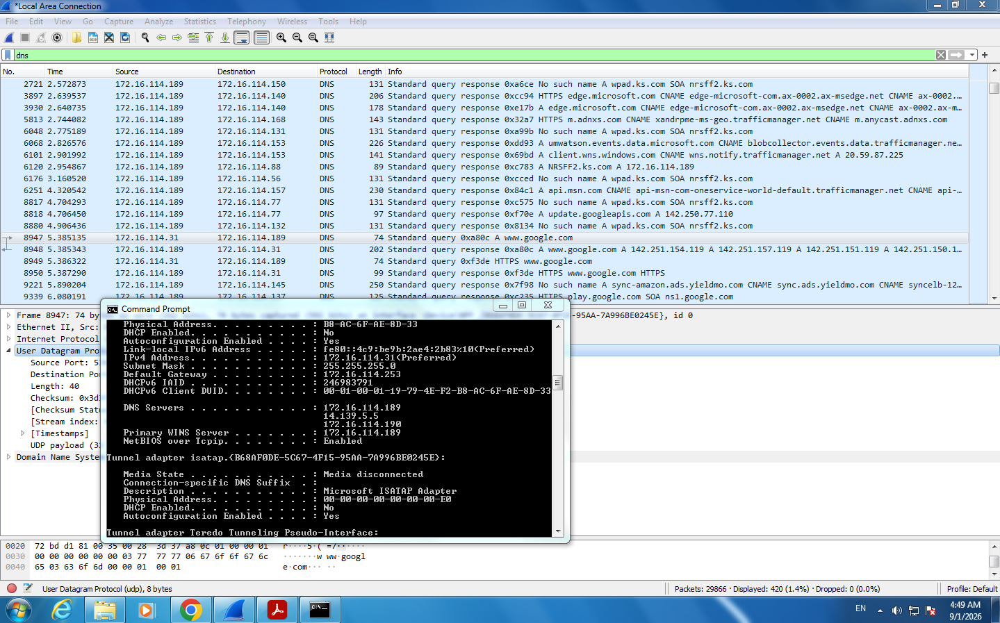 *Local Area Connection
File Edit View Go Capture Analyze Statistics Telephony Wireless Tools Help
dns
No. Time Source Destination Protocol Length Info
2721 2.572873 172.16.114.189 172.16.114.150 DNS 131 Standard query response 0xa6ce No such name A wpad.ks.com SOA nrsff2.ks.com
3897 2.639537 172.16.114.189 172.16.114.140 DNS 206 Standard query response 0xcc94 HTTPS edge.microsoft.com CNAME edge-microsoft-com.ax-0002.ax-msedge.net CNAME ax-0002.…
3930 2.640735 172.16.114.189 172.16.114.140 DNS 178 Standard query response 0xe17b A edge.microsoft.com CNAME edge-microsoft-com.ax-0002.ax-msedge.net CNAME ax-0002.ax-m…
5813 2.744082 172.16.114.189 172.16.114.168 DNS 143 Standard query response 0x32a7 HTTPS m.adnxs.com CNAME xandrpme-ms-geo.trafficmanager.net CNAME m.anycast.adnxs.com
6048 2.775189 172.16.114.189 172.16.114.131 DNS 131 Standard query response 0xa99b No such name A wpad.ks.com SOA nrsff2.ks.com
6068 2.826576 172.16.114.189 172.16.114.153 DNS 226 Standard query response 0xdd93 A umwatson.events.data.microsoft.com CNAME blobcollector.events.data.trafficmanager.ne…
6101 2.901992 172.16.114.189 172.16.114.153 DNS 141 Standard query response 0x69bd A client.wns.windows.com CNAME wns.notify.trafficmanager.net A 20.59.87.225
6120 2.954867 172.16.114.189 172.16.114.88 DNS 89 Standard query response 0xc783 A NRSFF2.ks.com A 172.16.114.189
6176 3.160520 172.16.114.189 172.16.114.56 DNS 131 Standard query response 0xcced No such name A wpad.ks.com SOA nrsff2.ks.com
6251 4.320542 172.16.114.189 172.16.114.157 DNS 230 Standard query response 0x84c1 A api.msn.com CNAME api-msn-com-oneservice-world-default.trafficmanager.net CNAME api-…
8817 4.704293 172.16.114.189 172.16.114.77 DNS 131 Standard query response 0xc575 No such name A wpad.ks.com SOA nrsff2.ks.com
8818 4.706450 172.16.114.189 172.16.114.77 DNS 97 Standard query response 0xf70e A update.googleapis.com A 142.250.77.110
8880 4.906436 172.16.114.189 172.16.114.132 DNS 131 Standard query response 0x8134 No such name A wpad.ks.com SOA nrsff2.ks.com
8947 5.385135 172.16.114.31 172.16.114.189 DNS 74 Standard query 0xa80c A www.google.com
8948 5.385343 172.16.114.189 172.16.114.31 DNS 202 Standard query response 0xa80c A www.google.com A 142.251.154.119 A 142.251.157.119 A 142.251.151.119 A 142.251.150.1…
8949 5.386322 172.16.114.31 172.16.114.189 DNS 74 Standard query 0xf3de HTTPS www.google.com
8950 5.387290 172.16.114.189 172.16.114.31 DNS 99 Standard query response 0xf3de HTTPS www.google.com HTTPS
9221 5.890204 172.16.114.189 172.16.114.145 DNS 250 Standard query response 0x7f98 No such name A sync-amazon.ads.yieldmo.com CNAME sync.ads.yieldmo.com CNAME syncelb-12…
9339 6.080191 172.16.114.189 172.16.114.137 DNS 125 Standard query response 0xc235 HTTPS play.google.com SOA ns1.google.com
Frame 8947: 74 by
-95AA-7A996BE0245E}, id 0
Ethernet II, Src:
Internet Protocol
User Datagram Pro
Source Port: 5
Destination Po
Length: 40
Checksum: 0x3d
[Checksum Statu
[Stream index:
[Timestamps]
UDP payload (32
Domain Name System
Command Prompt
Physical Address. . . . . . . . . : B8-AC-6F-AE-8D-33
DHCP Enabled. . . . . . . . . . . : No
Autoconfiguration Enabled . . . . : Yes
Link-local IPv6 Address . . . . . : fe80::4c9:be9b:2ae4:2b83%10(Preferred)
IPv4 Address. . . . . . . . . . . : 172.16.114.31(Preferred)
Subnet Mask . . . . . . . . . . . : 255.255.255.0
Default Gateway . . . . . . . . . : 172.16.114.253
DHCPv6 IAID . . . . . . . . . . . : 246983791
DHCPv6 Client DUID. . . . . . . . : 00-01-00-01-19-79-4E-F2-B8-AC-6F-AE-8D-33
DNS Servers . . . . . . . . . . . : 172.16.114.189
14.139.5.5
172.16.114.190
Primary WINS Server . . . . . . . : 172.16.114.189
NetBIOS over Tcpip. . . . . . . . : Enabled
Tunnel adapter isatap.{B68AF0DE-5C67-4F15-95AA-7A996BE0245E}:
Media State . . . . . . . . . . . : Media disconnected
Connection-specific DNS Suffix  . :
Description . . . . . . . . . . . : Microsoft ISATAP Adapter
Physical Address. . . . . . . . . : 00-00-00-00-00-00-00-E0
DHCP Enabled. . . . . . . . . . . : No
Autoconfiguration Enabled . . . . : Yes
Tunnel adapter Teredo Tunneling Pseudo-Interface:
0020 72 bd d1 81 00 35 00 28 3d 37 a8 0c 01 00 00 01 r····5·( =7······
0030 00 00 00 00 00 00 03 77 77 77 06 67 6f 6f 67 6c ·······w ww·googl
0040 65 03 63 6f 6d 00 00 01 00 01 e·com··· ··
User Datagram Protocol (udp), 8 bytes
Packets: 29866 · Displayed: 420 (1.4%) · Dropped: 0 (0.0%)
Profile: Default
EN
4:49 AM
9/1/2026